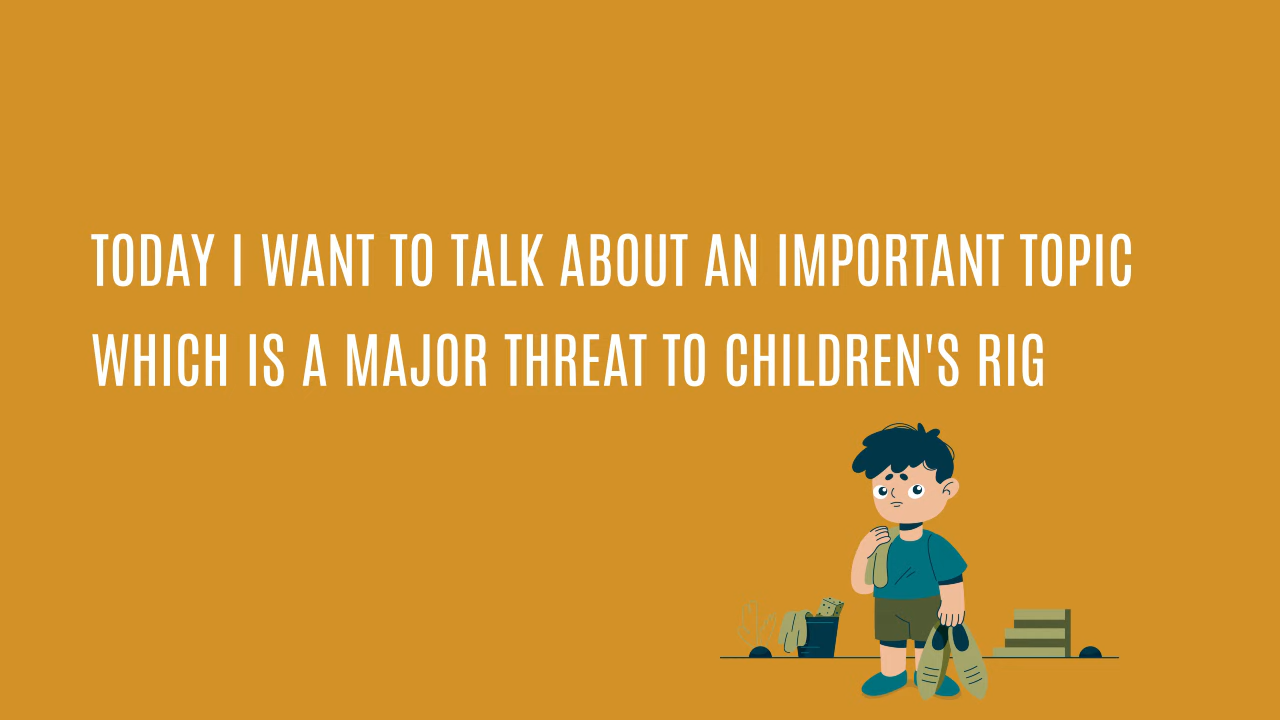 TODAY I WANT TO TALK ABOUT AN IMPORTANT TOPIC
WHICH IS A MAJOR THREAT TO CHILDREN'S RIG